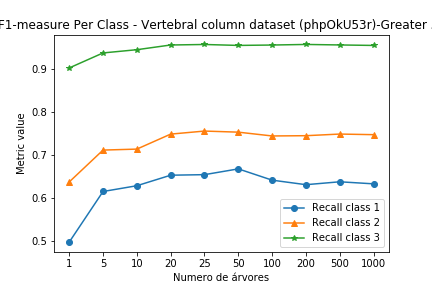 F1-measure Per Class - Vertebral column dataset (phpOkU53r)-Greater
Metric value
0.9
0.8
0.7
0.6
0.5
Recall class 1
Recall class 2
Recall class 3
1 5 10 20 25 50 100 200 500 1000
Numero de árvores